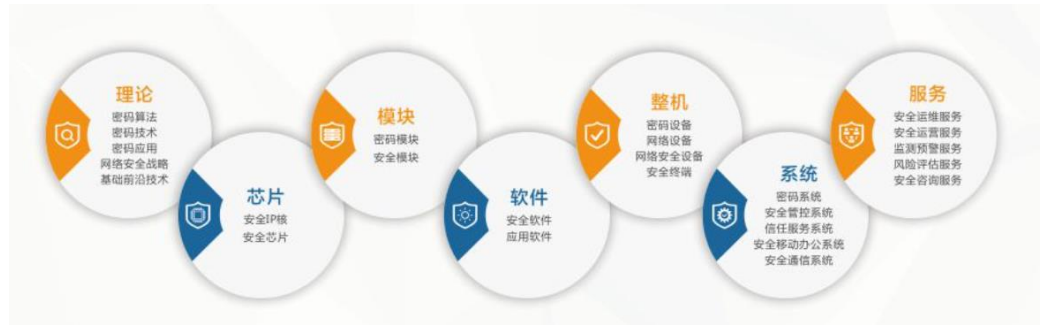 理论
密码算法
密码技术
密码应用
网络安全战略
基础前沿技术
芯片
安全IP核
安全芯片
模块
密码模块
安全模块
软件
安全软件
应用软件
整机
密码设备
网络设备
网络安全设备
安全终端
系统
密码系统
安全管控系统
信任服务系统
安全移动办公系统
安全通信系统
服务
安全运维服务
安全运营服务
监测预警服务
风险评估服务
安全咨询服务